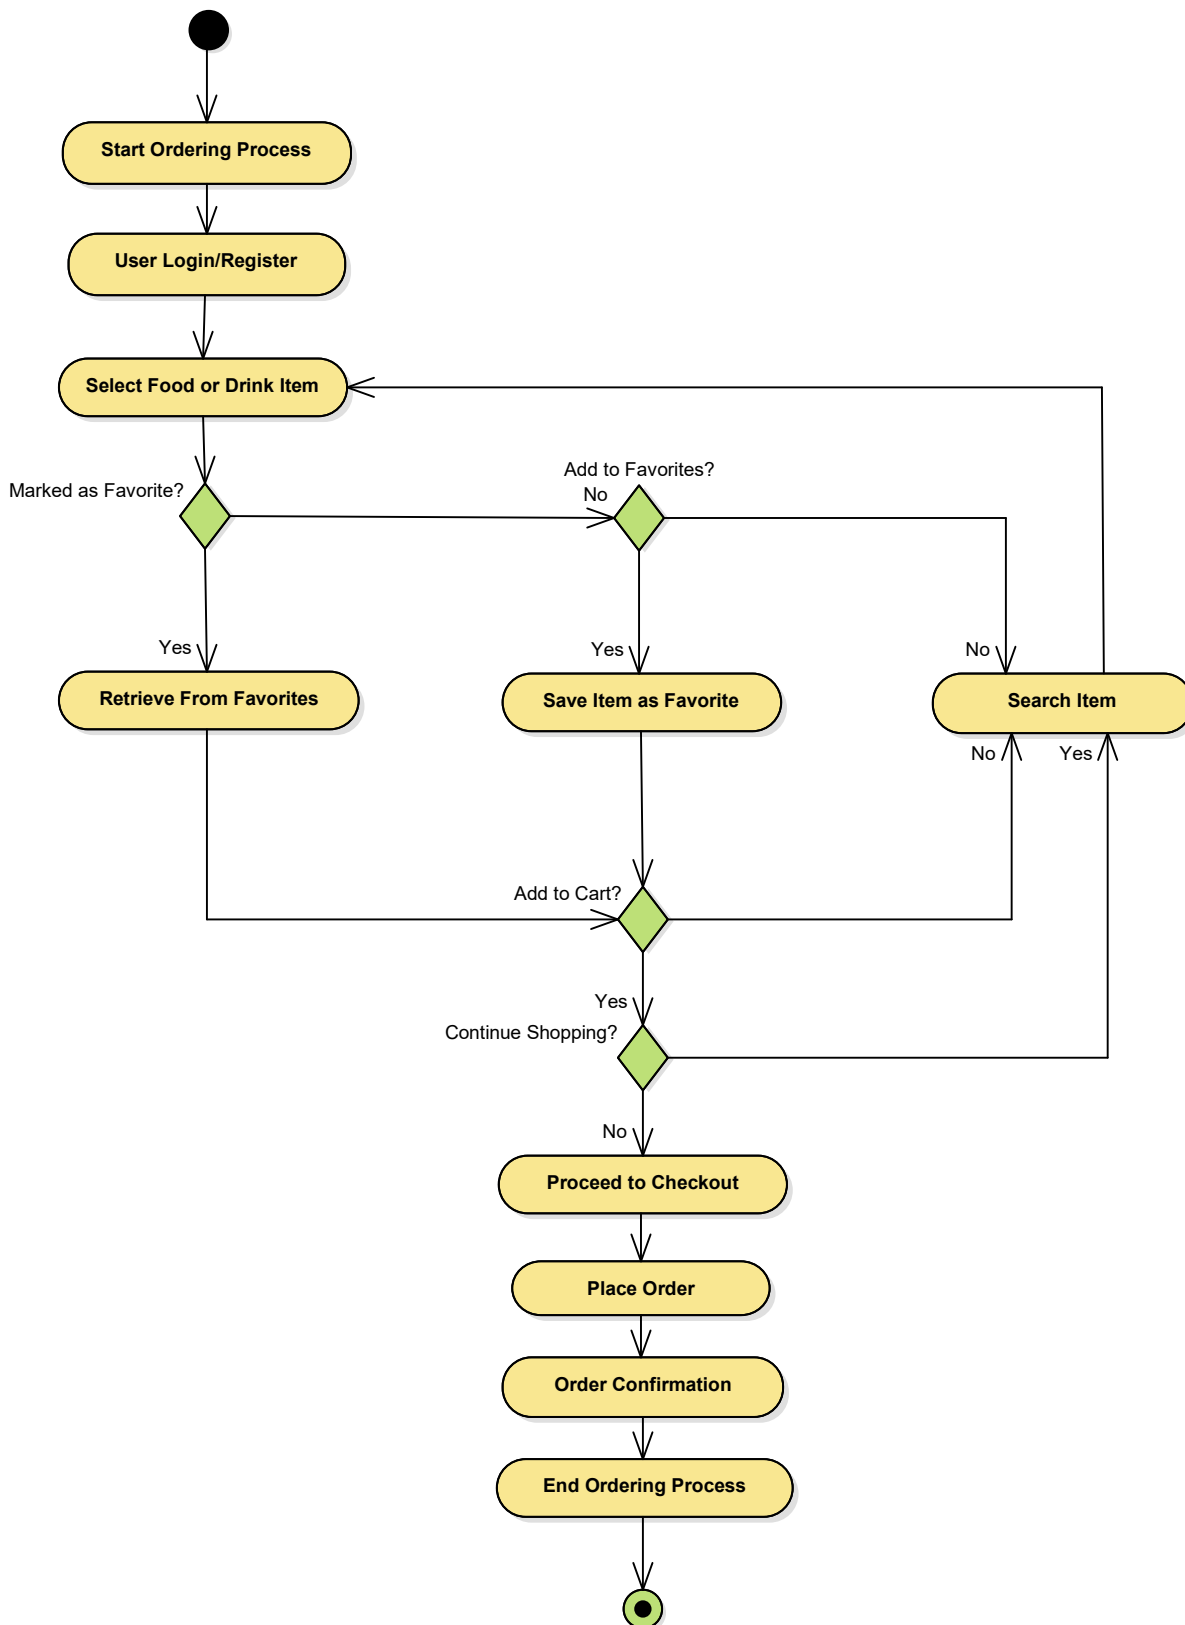 Start Ordering Process
User Login/Register
Select Food or Drink Item
Marked as Favorite?
Add to Favorites?
No
Yes
Yes
No
Retrieve From Favorites
Save Item as Favorite
Search Item
No
Yes
Add to Cart?
Yes
Continue Shopping?
No
Proceed to Checkout
Place Order
Order Confirmation
End Ordering Process